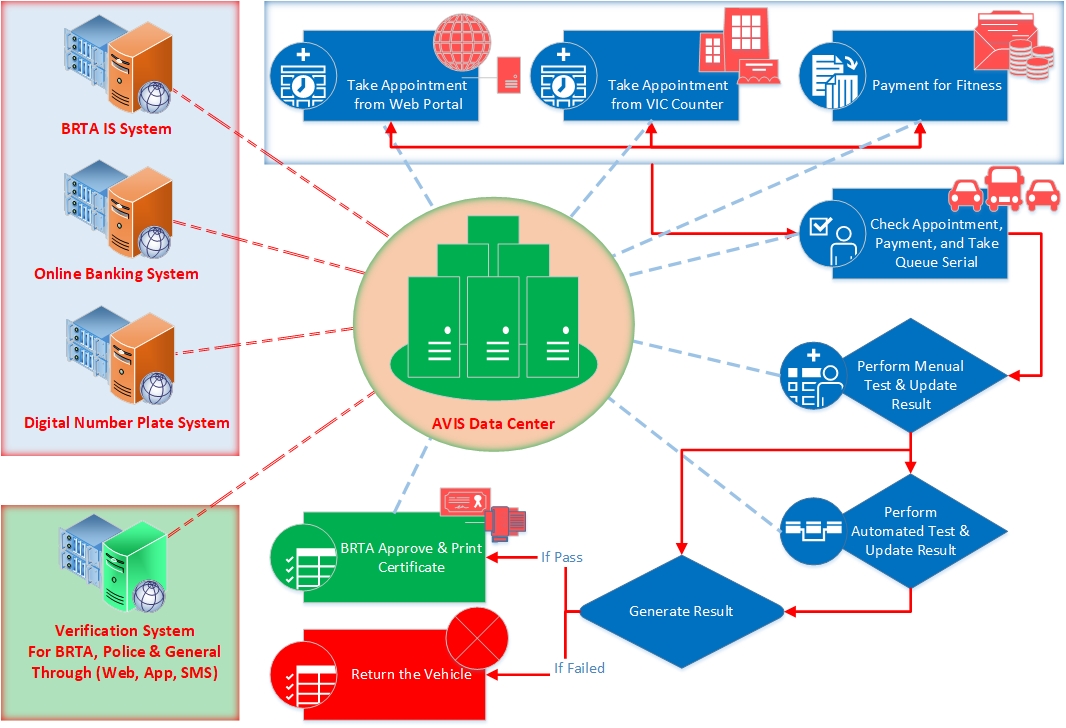 BRTA IS System
Online Banking System
Digital Number Plate System
Verification System
For BRTA, Police & General
Through (Web, App, SMS)
Take Appointment
from Web Portal
Take Appointment
from VIC Counter
Payment for Fitness
Check Appointment,
Payment, and Take
Queue Serial
AVIS Data Center
Perform Menual
Test & Update
Result
Perform
Automated Test &
Update Result
Generate Result
If Pass
If Failed
BRTA Approve & Print
Certificate
Return the Vehicle